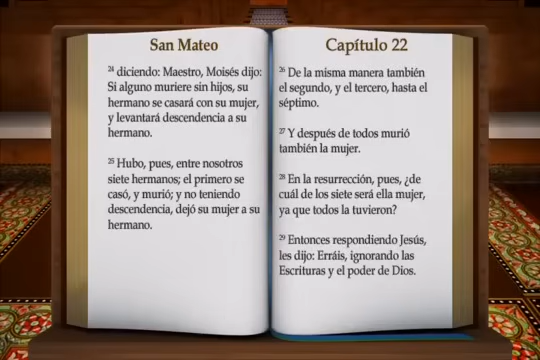 San Mateo
24 diciendo: Maestro, Moisés dijo:
Si alguno muriere sin hijos, su
hermano se casará con su mujer,
y levantará descendencia a su
hermano.
25 Hubo, pues, entre nosotros
siete hermanos; el primero se
casó, y murió; y no teniendo
descendencia, dejó su mujer a su
hermano.
Capítulo 22
26 De la misma manera también
el segundo, y el tercero, hasta el
séptimo.
27 Y después de todos murió
también la mujer.
28 En la resurrección, pues, ¿de
cuál de los siete será ella mujer,
ya que todos la tuvieron?
29 Entonces respondiendo Jesús,
les dijo: Erráis, ignorando las
Escrituras y el poder de Dios.